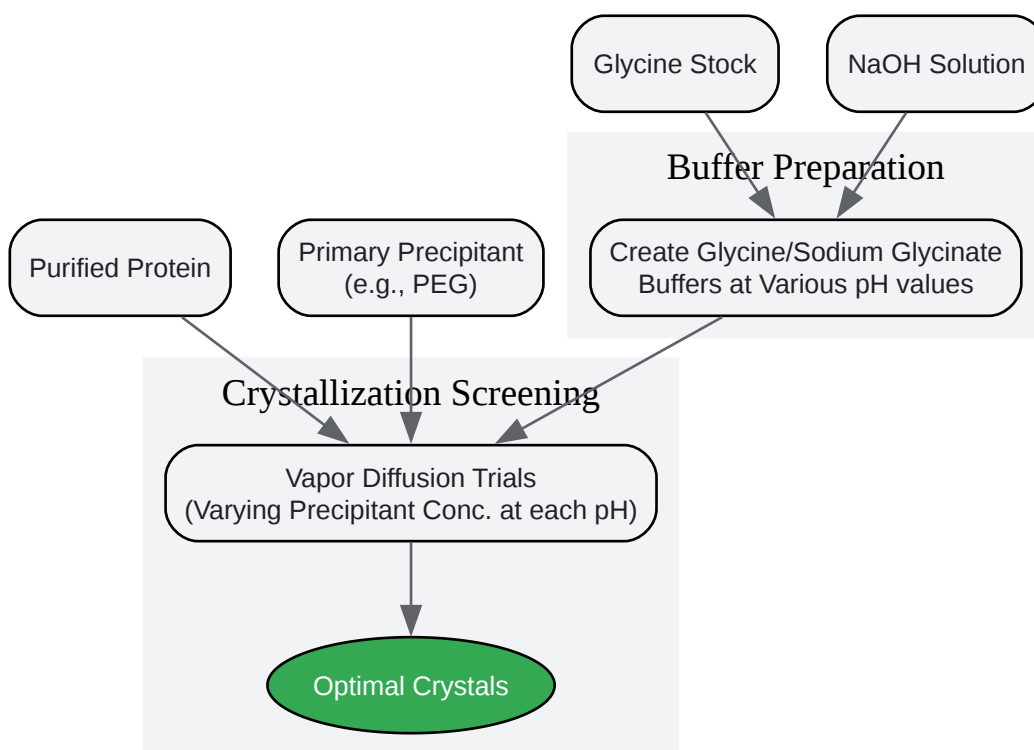 Glycine Stock
NaOH Solution
Buffer Preparation
Purified Protein
Primary Precipitant
(e.g., PEG)
Create Glycine/Sodium Glycinate
Buffers at Various pH values
Crystallization Screening
Vapor Diffusion Trials
(Varying Precipitant Conc. at each pH)
Optimal Crystals